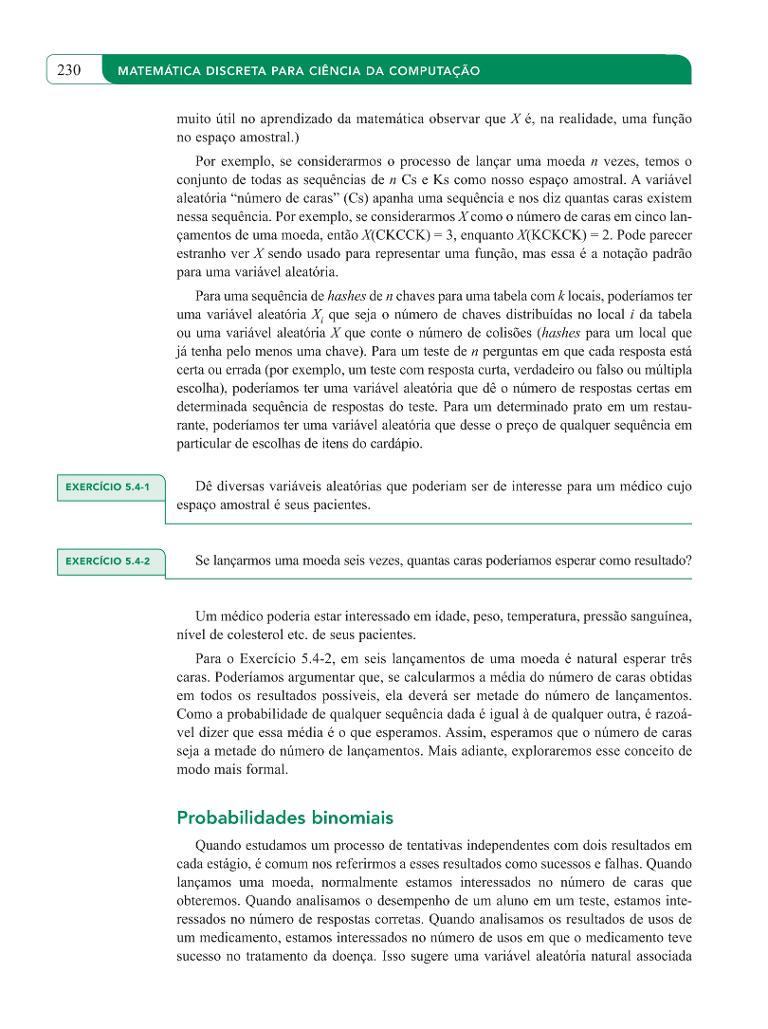 230
MATEMÁTICA DISCRETA PARA CIÊNCIA DA COMPUTAÇÃO
muito útil no aprendizado da matemática observar que X é, na realidade, uma função
no espaço amostral.)
Por exemplo, se considerarmos o processo de lançar uma moeda n vezes, temos o
conjunto de todas as sequências de n Cs e Ks como nosso espaço amostral. A variável
aleatória “número de caras” (Cs) apanha uma sequência e nos diz quantas caras existem
nessa sequência. Por exemplo, se considerarmos X como o número de caras em cinco lan-
çamentos de uma moeda, então X(CKCCK) = 3, enquanto X(KCKCK) = 2. Pode parecer
estranho ver X sendo usado para representar uma função, mas essa é a notação padrão
para uma variável aleatória.
Para uma sequência de hashes de n chaves para uma tabela com k locais, poderíamos ter
uma variável aleatória Xi que seja o número de chaves distribuídas no local i da tabela
ou uma variável aleatória X que conte o número de colisões (hashes para um local que
já tenha pelo menos uma chave). Para um teste de n perguntas em que cada resposta está
certa ou errada (por exemplo, um teste com resposta curta, verdadeiro ou falso ou múltipla
escolha), poderíamos ter uma variável aleatória que dê o número de respostas certas em
determinada sequência de respostas do teste. Para um determinado prato em um restau-
rante, poderíamos ter uma variável aleatória que desse o preço de qualquer sequência em
particular de escolhas de itens do cardápio.
EXERCÍCIO 5.4-1
Dê diversas variáveis aleatórias que poderiam ser de interesse para um médico cujo
espaço amostral é seus pacientes.
EXERCÍCIO 5.4-2
Se lançarmos uma moeda seis vezes, quantas caras poderíamos esperar como resultado?
Um médico poderia estar interessado em idade, peso, temperatura, pressão sanguínea,
nível de colesterol etc. de seus pacientes.
Para o Exercício 5.4-2, em seis lançamentos de uma moeda é natural esperar três
caras. Poderíamos argumentar que, se calcularmos a média do número de caras obtidas
em todos os resultados possíveis, ela deverá ser metade do número de lançamentos.
Como a probabilidade de qualquer sequência dada é igual à de qualquer outra, é razoá-
vel dizer que essa média é o que esperamos. Assim, esperamos que o número de caras
seja a metade do número de lançamentos. Mais adiante, exploraremos esse conceito de
modo mais formal.
Probabilidades binomiais
Quando estudamos um processo de tentativas independentes com dois resultados em
cada estágio, é comum nos referirmos a esses resultados como sucessos e falhas. Quando
lançamos uma moeda, normalmente estamos interessados no número de caras que
obteremos. Quando analisamos o desempenho de um aluno em um teste, estamos inte-
ressados no número de respostas corretas. Quando analisamos os resultados de usos de
um medicamento, estamos interessados no número de usos em que o medicamento teve
sucesso no tratamento da doença. Isso sugere uma variável aleatória natural associada